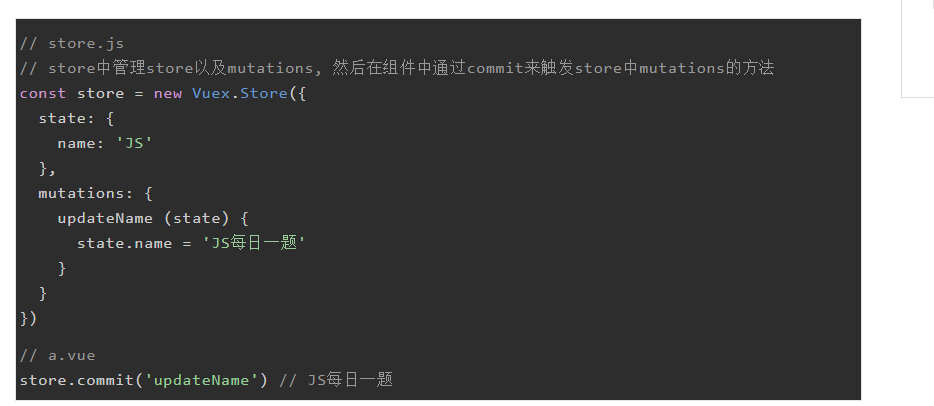 // store.js
// store中管理store以及mutations, 然后在组件中通过commit来触发store中mutations的方法
const store = new Vuex.Store({
  state: {
    name: 'JS'
  },
  mutations: {
    updateName (state) {
      state.name = 'JS每日一题'
    }
  }
})
// a.vue
store.commit('updateName') // JS每日一题